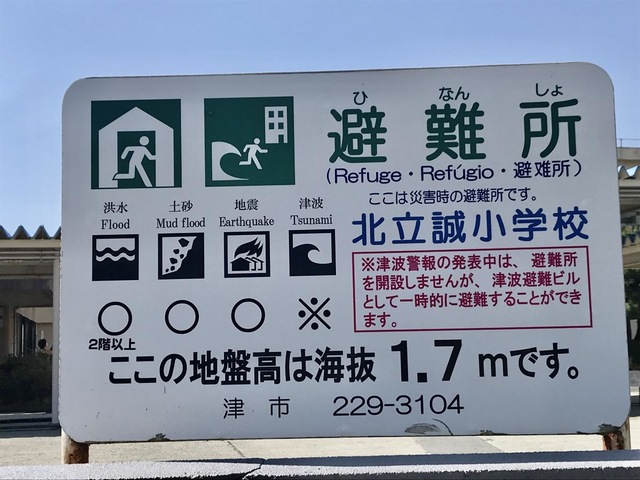 ひ なん しょ
避難所
(Refuge・Refúgio・避难所)
ここは災害時の避難所です。
北立誠小学校
洪水 土砂 地震 津波
Flood Mud flood Earthquake Tsunami
○ ○ ○ ※
2階以上
※津波警報の発表中は、避難所
を開設しませんが、津波避難ビル
として一時的に避難することができ
ます。
ここの地盤高は海抜 1.7 mです。
津市 229-3104